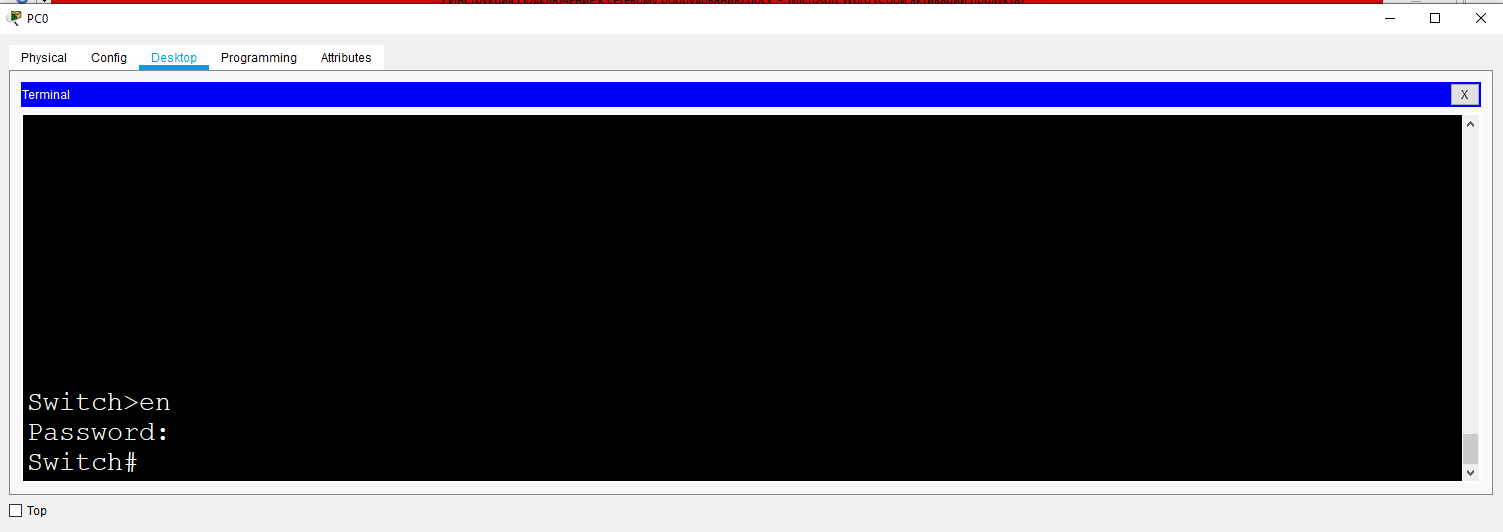 PC0
Physical Config Desktop Programming Attributes
Terminal
X
Switch>en
Password:
Switch#
Top